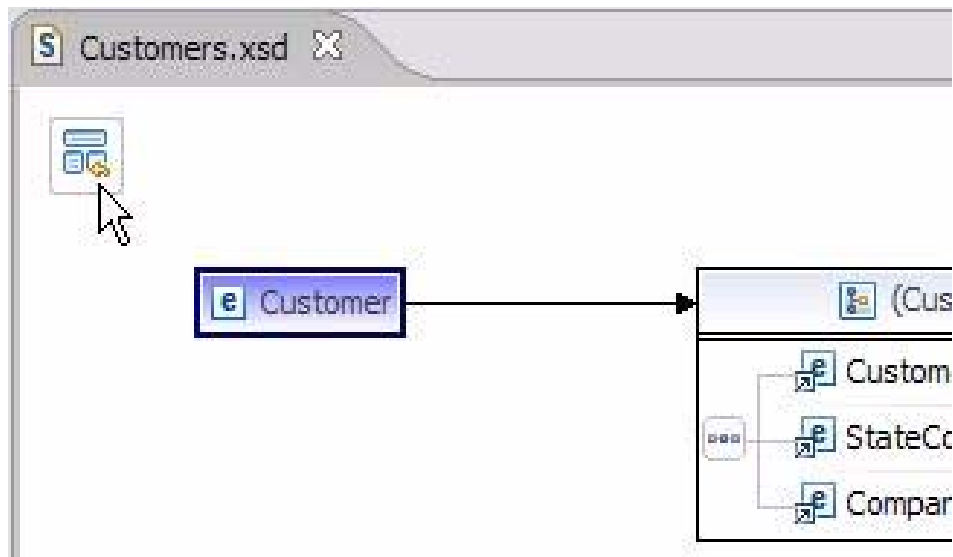 S Customers.xsd
e Customer
(Cus
e Custom
e StateCo
e Compar